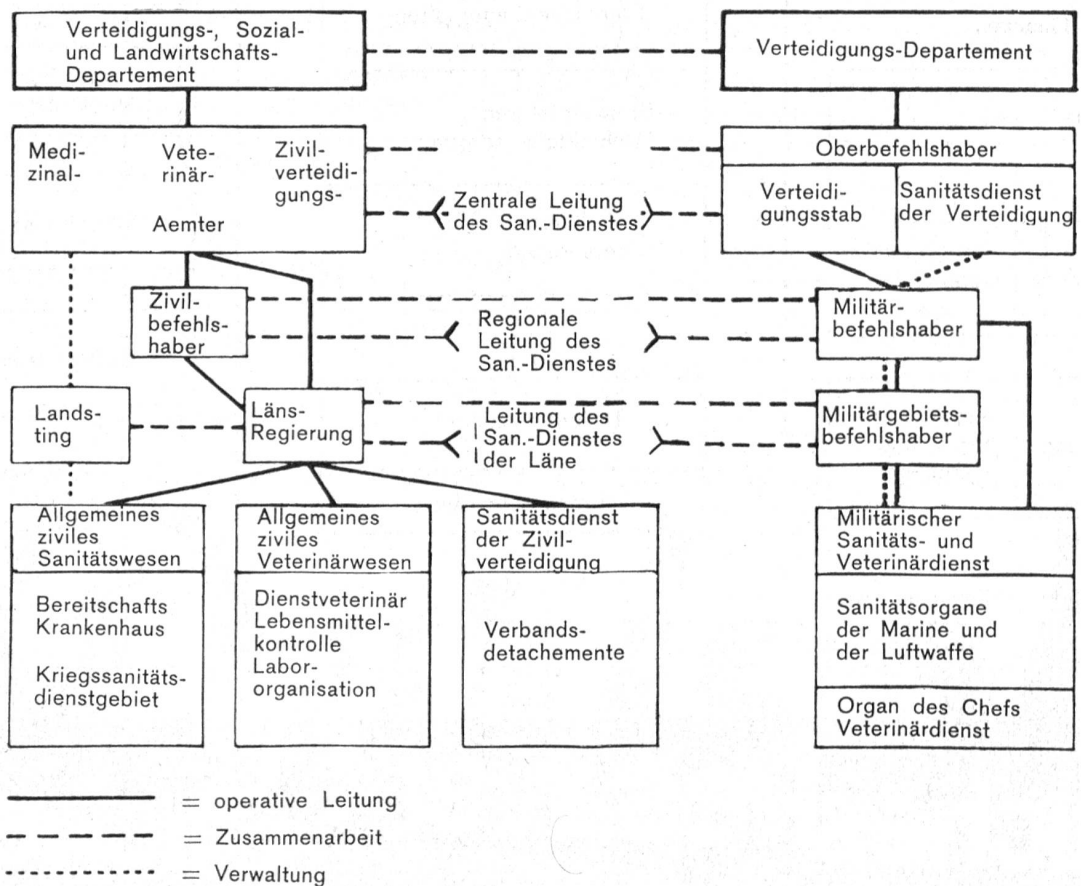 Verteidigungs-, Sozial-
und Landwirtschafts-
Departement
Verteidigungs-Departement
Medi-
zinal-
Vete-
rinär-
Zivil-
verteidi-
gungs-
Aemter
Oberbefehlshaber
Verteidi-
gungsstab
Sanitätsdienst
der Verteidigung
Zentrale Leitung
des San.-Dienstes
Zivil-
befehls-
haber
Regionale
Leitung des
San.-Dienstes
Militär-
befehlshaber
Lands-
ting
Läns-
Regierung
Leitung des
San.-Dienstes
der Läne
Militärgebiets-
befehlshaber
Allgemeines
ziviles
Sanitätswesen
Bereitschafts
Krankenhaus
Kriegssanitäts-
dienstgebiet
Allgemeines
ziviles
Veterinärwesen
Dienstveterinär
Lebensmittel-
kontrolle
Labor-
organisation
Sanitätsdienst
der Zivil-
verteidigung
Verbands-
detachemente
Militärischer
Sanitäts- und
Veterinärdienst
Sanitätsorgane
der Marine und
der Luftwaffe
Organ des Chefs
Veterinärdienst
= operative Leitung
= Zusammenarbeit
= Verwaltung